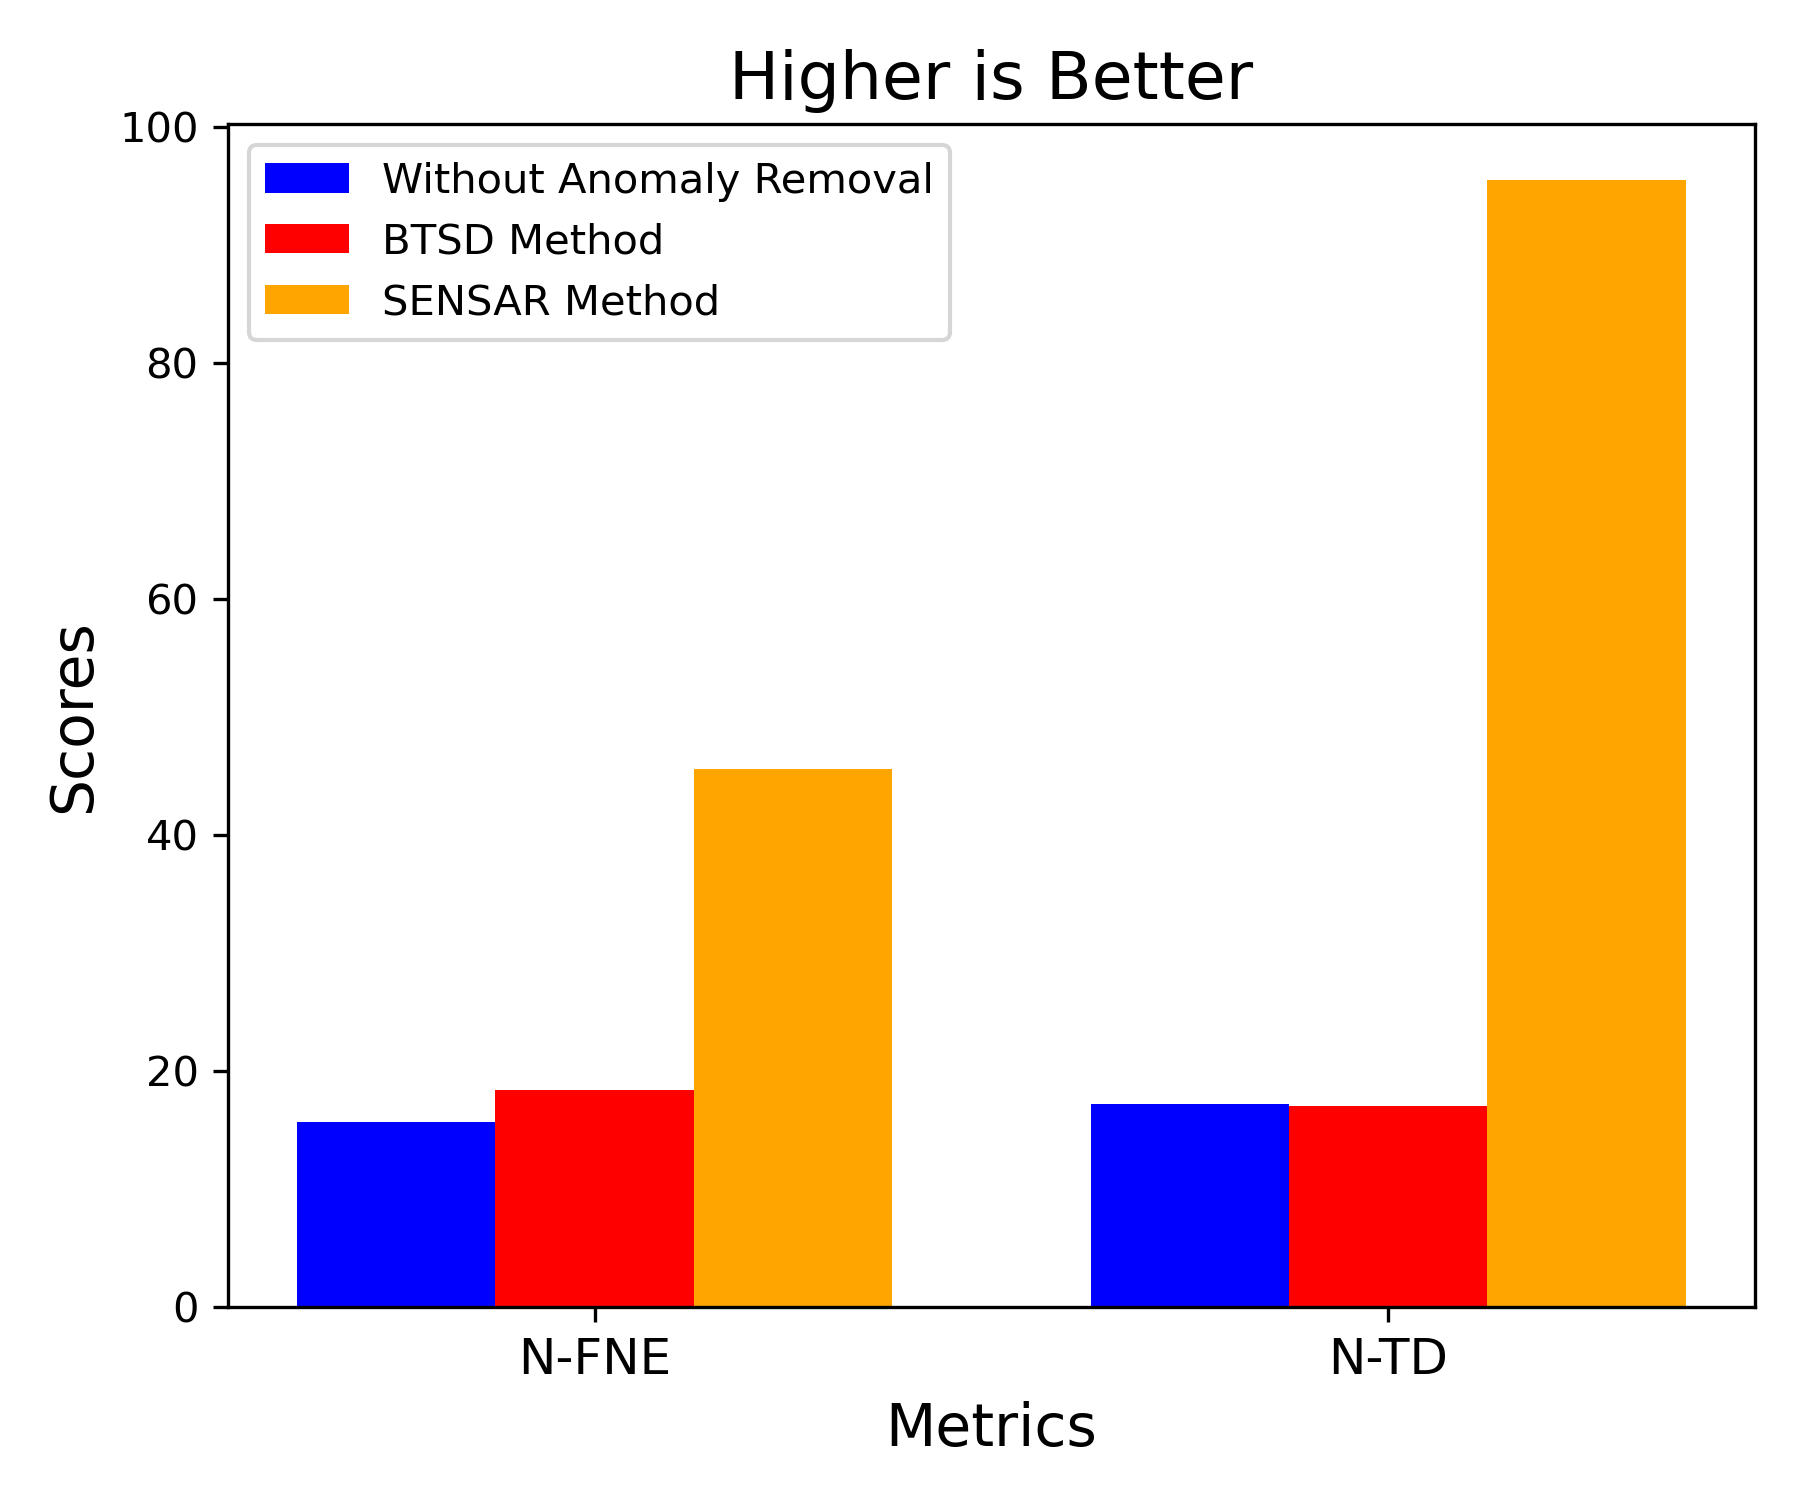 Higher is Better
100
80
60
40
20
0
Scores
Without Anomaly Removal
BTSD Method
SENSAR Method
N-FNE
N-TD
Metrics